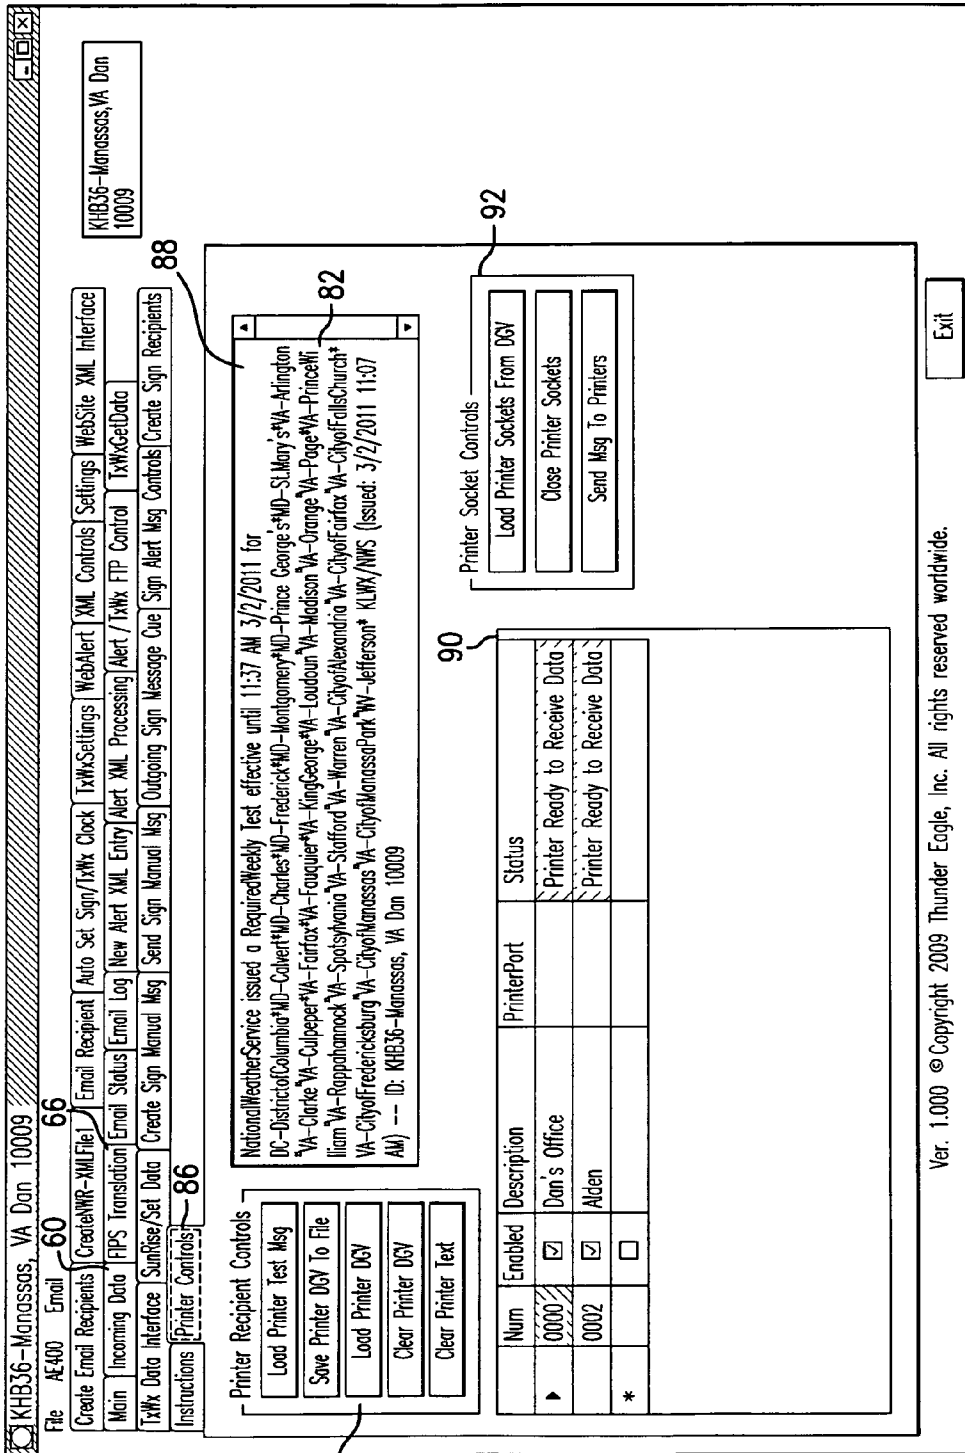 KHB36-Manassas, VA Dan 10009
File AE400 Email
60
66
Create Email Recipients CreateNWR-XMLFile1 Email Recipient Auto Set Sign/TxWx Clock TxWxSettings WebAlert XML Controls Settings WebSite XML Interface
Main Incoming Data FIPS Translation Email Status Email Log New Alert XML Entry Alert XML Processing Alert / TxWx FTP Control TxWxGetData
TxWx Data Interface SunRise/Set Data Create Sign Manual Msg Send Sign Manual Msg Outgoing Sign Message Cue Sign Alert Msg Controls Create Sign Recipients
Instructions Printer Controls
86
KHB36-Manassas,VA Dan
10009
88
Printer Recipient Controls
Load Printer Test Msg
Save Printer DGV To File
Load Printer DGV
Clear Printer DGV
Clear Printer Text
NationalWeatherService issued a RequiredWeekly Test effective until 11:37 AM 3/2/2011 for
DC-DistrictofColumbia*MD-Calvert*MD-Charles*MD-Frederick*MD-Montgomery*MD-Prince George's*MD-St.Mary's*VA-Arlington
*VA-Clarke*VA-Culpeper*VA-Fairfax*VA-Fauquier*VA-KingGeorge*VA-Loudoun*VA-Madison*VA-Orange*VA-Page*VA-PrinceWi
lliam*VA-Rappahannock*VA-Spotsylvania*VA-Stafford*VA-Warren*VA-CityofAlexandria*VA-CityofFairfax*VA-CityofFallsChurch*
VA-CityofFredericksburg*VA-CityofManassas*VA-CityofManassaPark*WV-Jefferson* KLWX/NWS (Issued: 3/2/2011 11:07
AM) -- ID: KHB36-Manassas, VA Dan 10009
82
90
Num Enabled Description PrinterPort Status
0000 Dan's Office Printer Ready to Receive Data
0002 Alden Printer Ready to Receive Data
*
92
Printer Socket Controls
Load Printer Sockets From DGV
Close Printer Sockets
Send Msg To Printers
Ver. 1.000 © Copyright 2009 Thunder Eagle, Inc. All rights reserved worldwide.
Exit